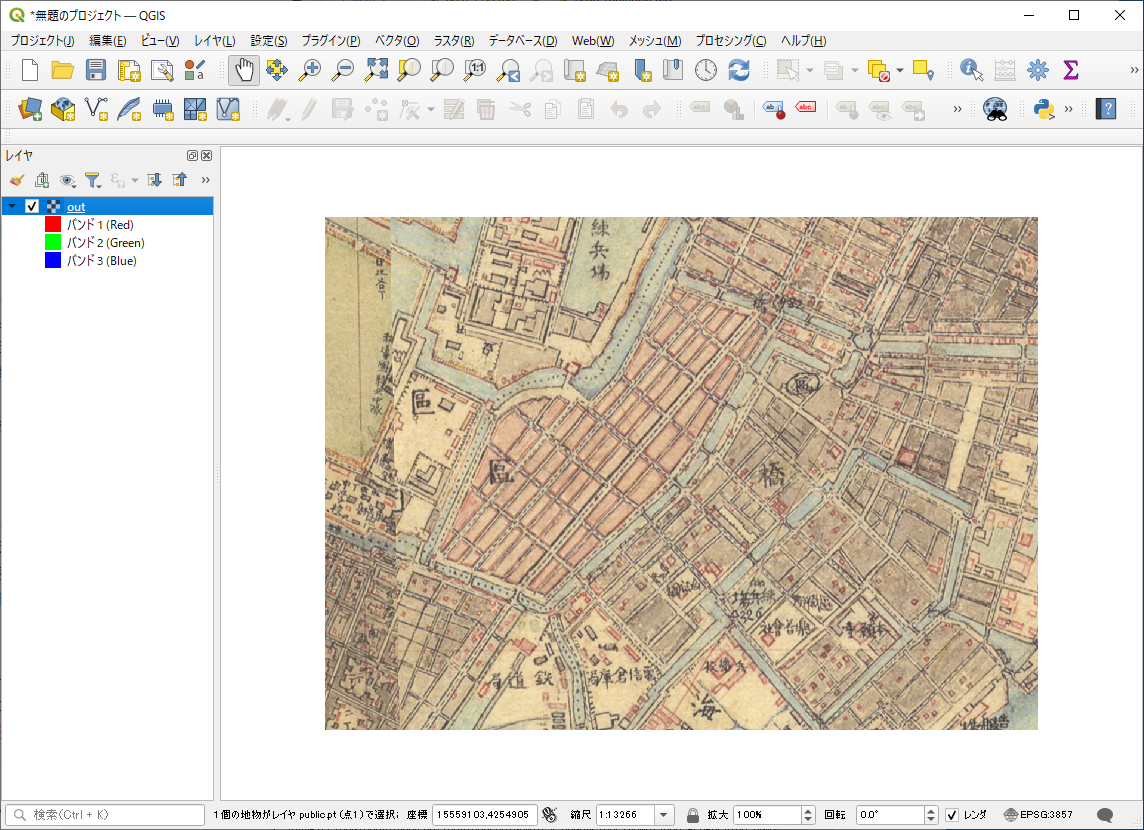 *無題のプロジェクト — QGIS
プロジェクト(J) 編集(E) ビュー(V) レイヤ(L) 設定(S) プラグイン(P) ベクタ(O) ラスタ(R) データベース(D) Web(W) メッシュ(M) プロセシング(C) ヘルプ(H)
レイヤ
out
バンド 1 (Red)
バンド 2 (Green)
バンド 3 (Blue)
練兵場
區
區
區
橋
鉄道局
海
検索(Ctrl + K)
1 個の地物がレイヤ public.pt (点1) で選択 座標 15559103,4254905 縮尺 1:13266 拡大 100% 回転 0.0° レンダ EPSG:3857